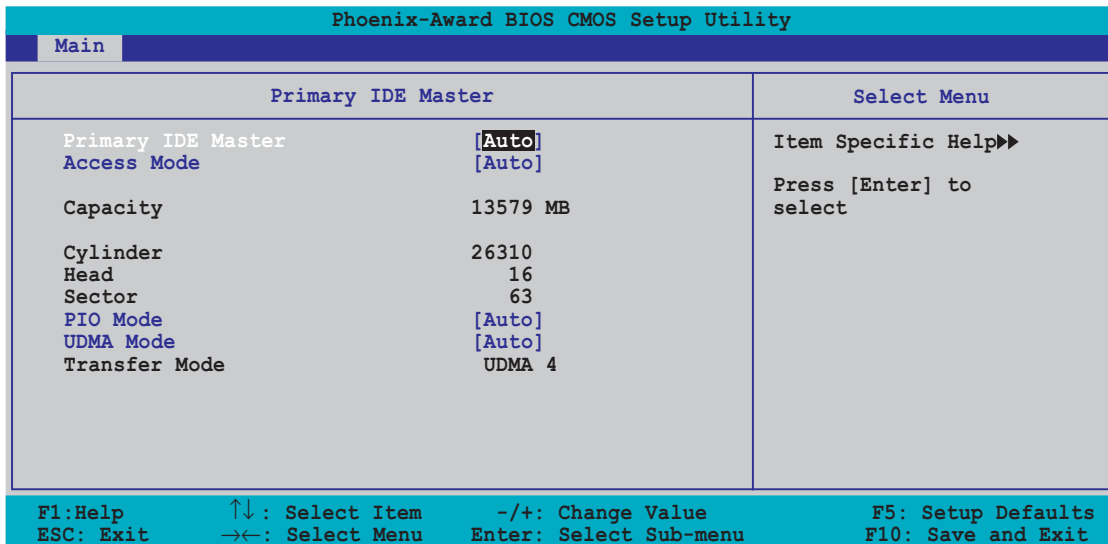 Phoenix-Award BIOS CMOS Setup Utility
Main
Primary IDE Master
Select Menu
Primary IDE Master [Auto]
Access Mode [Auto]
Capacity 13579 MB
Cylinder 26310
Head 16
Sector 63
PIO Mode [Auto]
UDMA Mode [Auto]
Transfer Mode UDMA 4
Item Specific Help▶▶
Press [Enter] to
select
F1:Help ↑↓: Select Item -/+: Change Value F5: Setup Defaults
ESC: Exit →←: Select Menu Enter: Select Sub-menu F10: Save and Exit